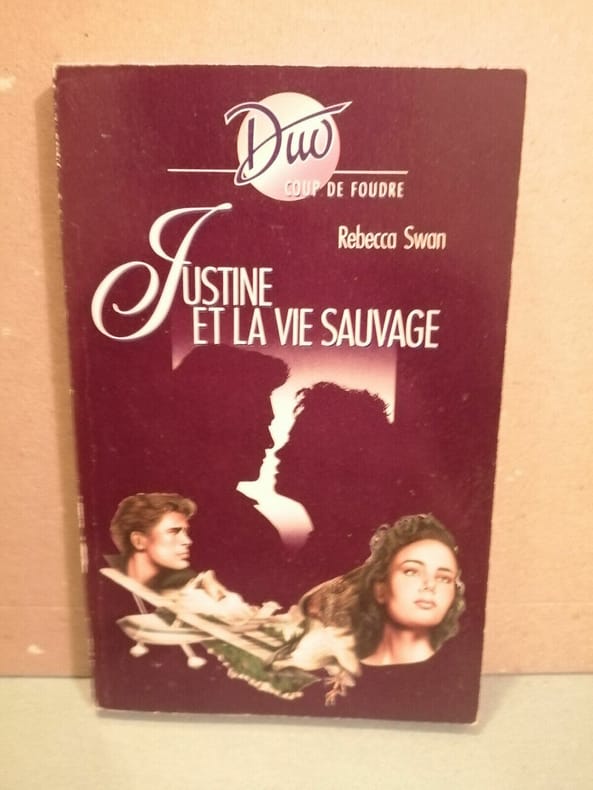 Duo
COUP DE FOUDRE
Rebecca Swan
JUSTINE
ET LA VIE SAUVAGE